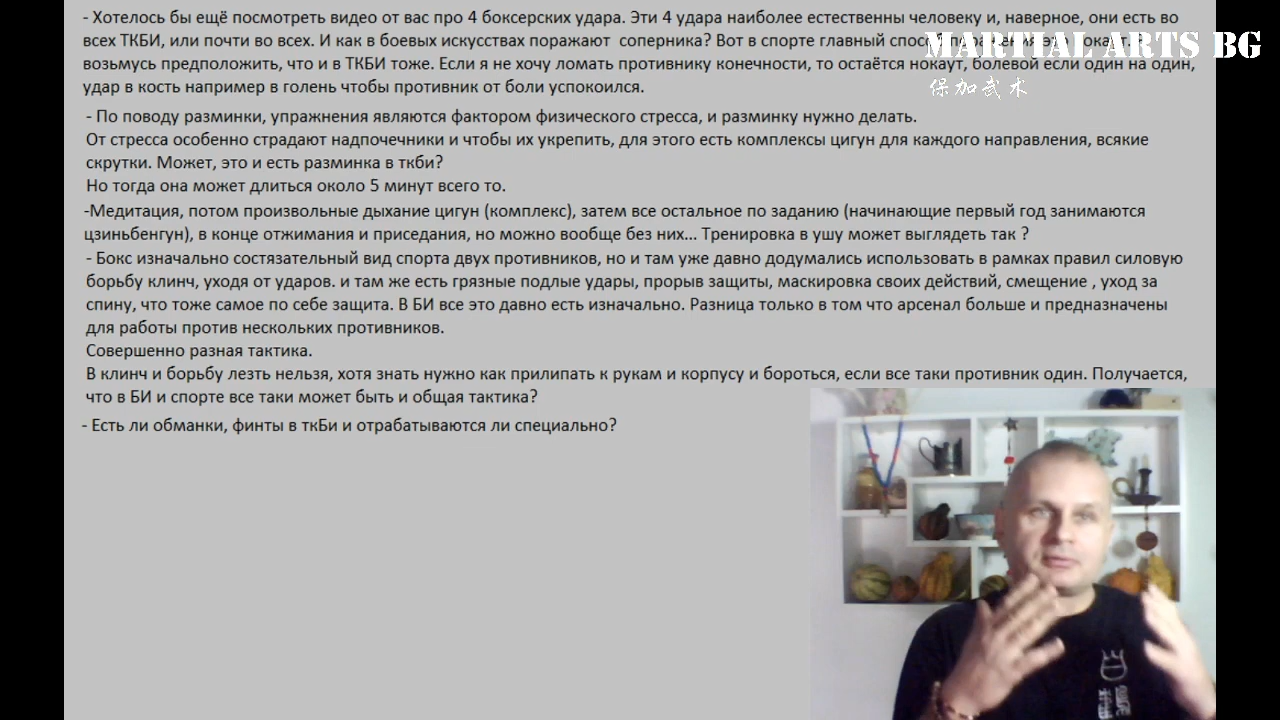 - Хотелось бы ещё посмотреть видео от вас про 4 боксерских удара. Эти 4 удара наиболее естественны человеку и, наверное, они есть во
всех ТКБИ, или почти во всех. И как в боевых искусствах поражают соперника? Вот в спорте главный
MARTIAL ARTS BG
возьмусь предположить, что и в ТКБИ тоже. Если я не хочу ломать противнику конечности, то остаётся нокаут, болевой если один на один,
удар в кость например в голень чтобы противник от боли успокоился.
保加武术
- По поводу разминки, упражнения являются фактором физического стресса, и разминку нужно делать.
От стресса особенно страдают надпочечники и чтобы их укрепить, для этого есть комплексы цигун для каждого направления, всякие
скрутки. Может, это и есть разминка в ткби?
Но тогда она может длиться около 5 минут всего то.
-Медитация, потом произвольные дыхание цигун (комплекс), затем все остальное по заданию (начинающие первый год занимаются
цзиньбенгун), в конце отжимания и приседания, но можно вообще без них... Тренировка в ушу может выглядеть так ?
- Бокс изначально состязательный вид спорта двух противников, но и там уже давно додумались использовать в рамках правил силовую
борьбу клинч, уходя от ударов. и там же есть грязные подлые удары, прорыв защиты, маскировка своих действий, смещение , уход за
спину, что тоже самое по себе защита. В БИ все это давно есть изначально. Разница только в том что арсенал больше и предназначены
для работы против нескольких противников.
Совершенно разная тактика.
В клинч и борьбу лезть нельзя, хотя знать нужно как прилипать к рукам и корпусу и бороться, если все таки противник один. Получается,
что в БИ и спорте все таки может быть и общая тактика?
- Есть ли обманки, финты в ткБи и отрабатываются ли специально?